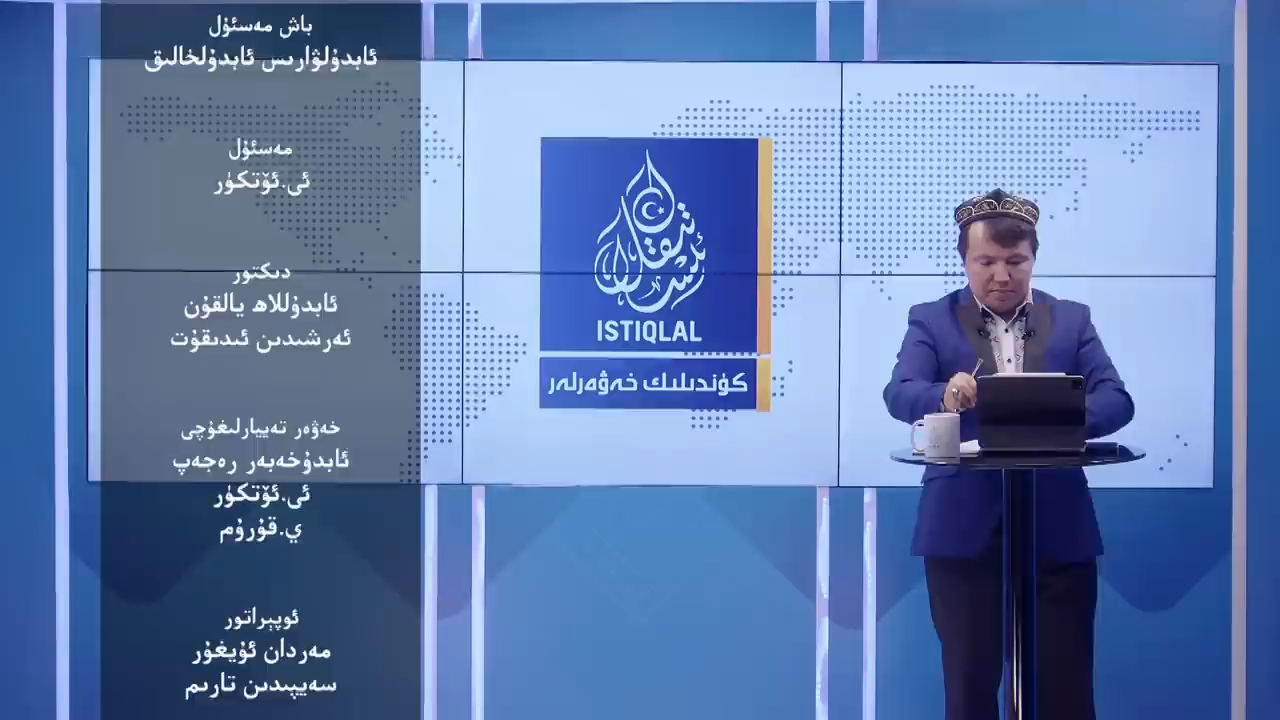 باش مەسئۇل
ئابدۇلۋارىس ئابدۇلخالىق
مەسئۇل
ئى.ئۆتكۈر
دىكتور
ئابدۇللاھ يالقۇن
ئەرشىدىن ئىدىقۇت
خەۋەر تەييارلىغۇچى
ئابدۇخەبەر رەجەپ
ئى.ئۆتكۈر
ي.قۇرۇم
ئوپېراتور
مەردان ئۇيغۇر
سەيپىدىن تارىم
ئىستىقلال
ISTIQLAL
كۈندىلىك خەۋەرلەر